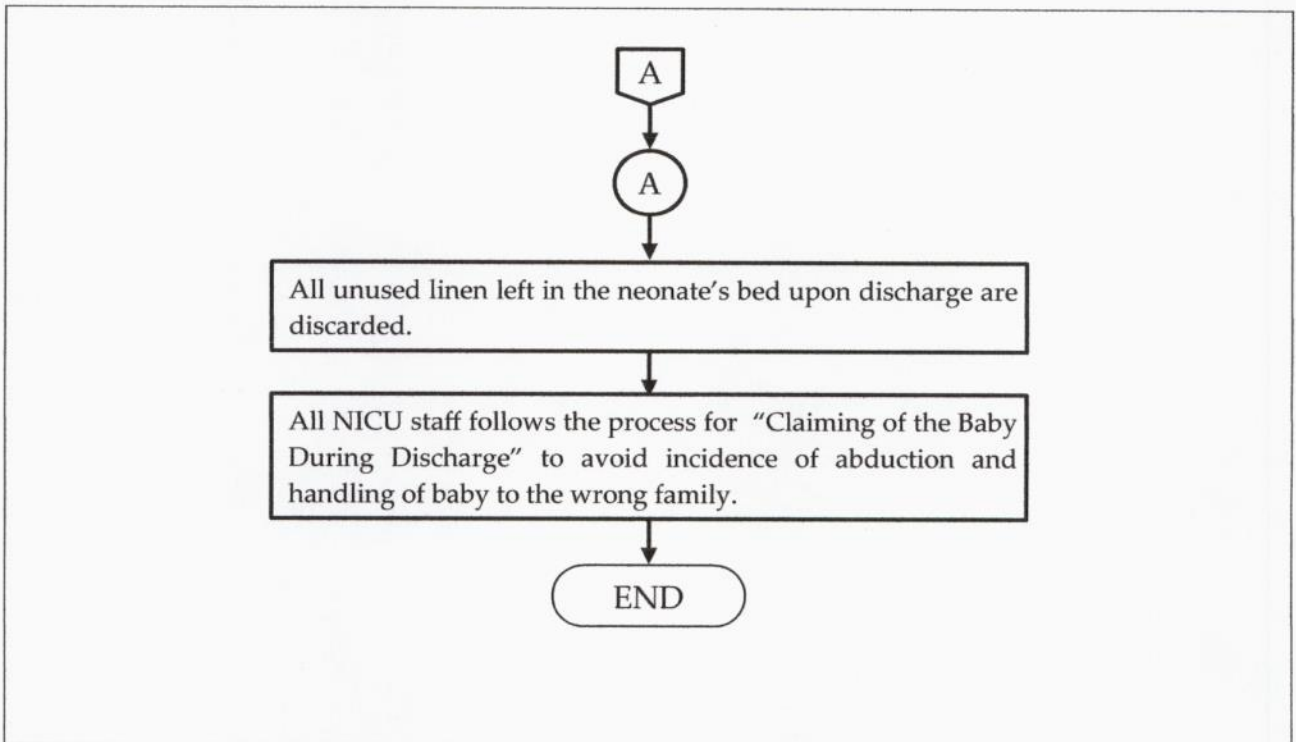 A
A
All unused linen left in the neonate's bed upon discharge are
discarded.
All NICU staff follows the process for "Claiming of the Baby
During Discharge" to avoid incidence of abduction and
handling of baby to the wrong family.
END